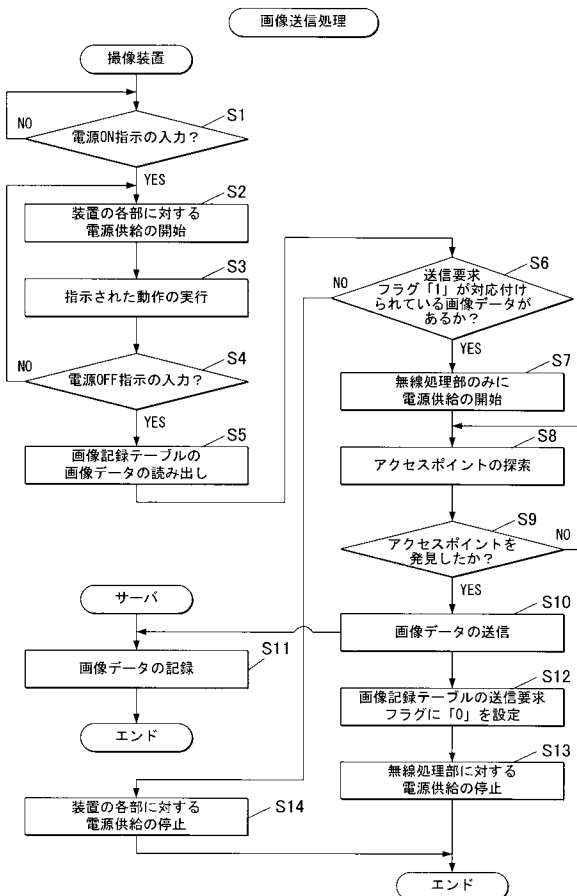 画像送信処理
撮像装置
S1
電源ON指示の入力?
NO
YES
S2
装置の各部に対する
電源供給の開始
S3
指示された動作の実行
S4
NO
電源OFF指示の入力?
YES
S5
画像記録テーブルの
画像データの読み出し
S6
NO
送信要求
フラグ「1」が対応付け
られている画像データが
あるか?
YES
S7
無線処理部のみに
電源供給の開始
S8
アクセスポイントの探索
S9
アクセスポイントを
発見したか?
NO
YES
S10
画像データの送信
サーバ
S11
画像データの記録
エンド
S12
画像記録テーブルの送信要求
フラグに「0」を設定
S13
無線処理部に対する
電源供給の停止
S14
装置の各部に対する
電源供給の停止
エンド